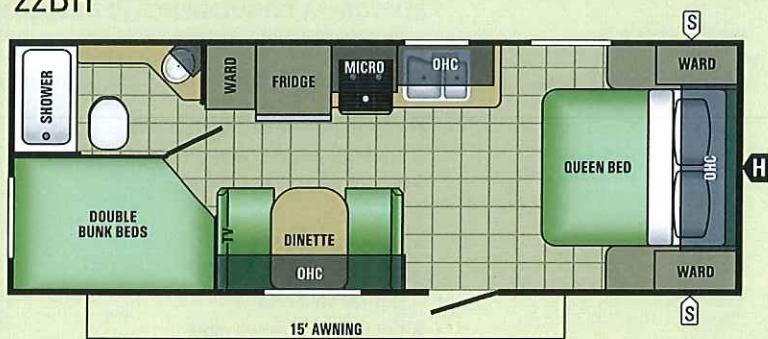 22BH
S
SHOWER
WARD
FRIDGE
MICRO
OHC
WARD
QUEEN BED
OHC
H
DOUBLE
BUNK BEDS
TV
DINETTE
OHC
WARD
S
15' AWNING